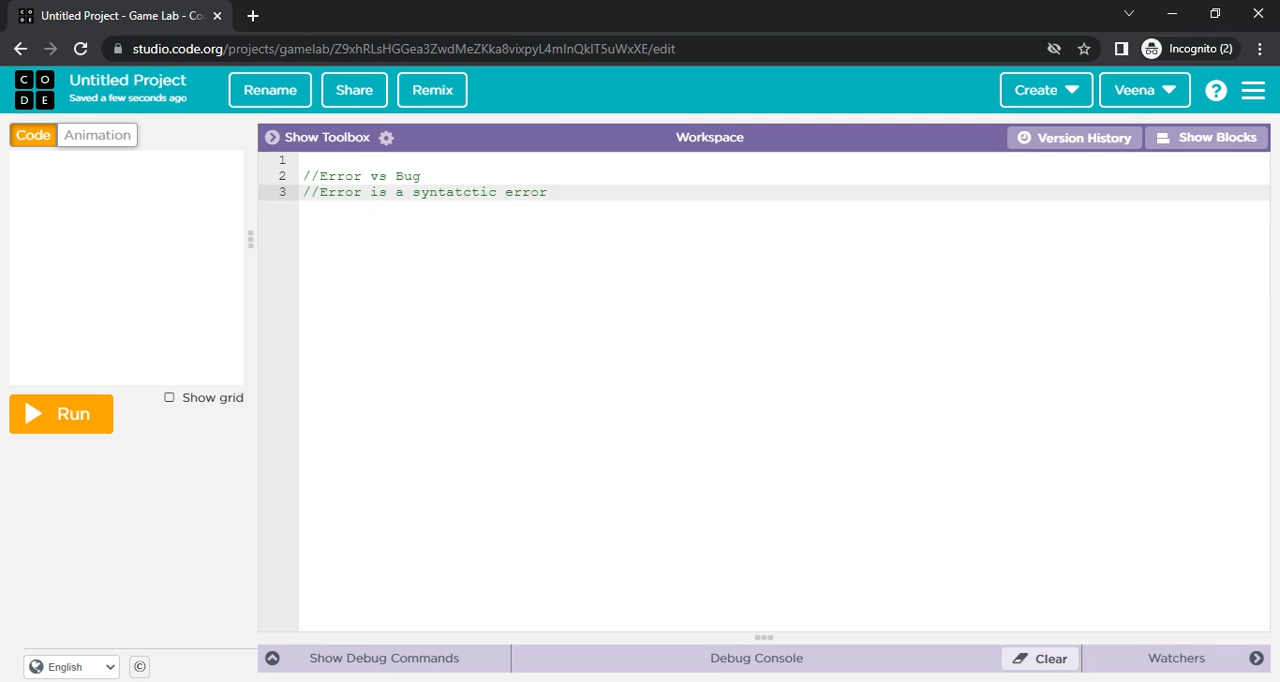 Untitled Project - Game Lab - Co
studio.code.org/projects/gamelab/Z9xhRLsHGGea3ZwdMeZKka8vixpyL4mInQkIT5uWxXE/edit
Incognito (2)
C O
D E
Untitled Project
Saved a few seconds ago
Rename
Share
Remix
Create
Veena
?
Code
Animation
Show Toolbox
Workspace
Version History
Show Blocks
1
2 //Error vs Bug
3 //Error is a syntatctic error
Show grid
Run
English
©
Show Debug Commands
Debug Console
Clear
Watchers